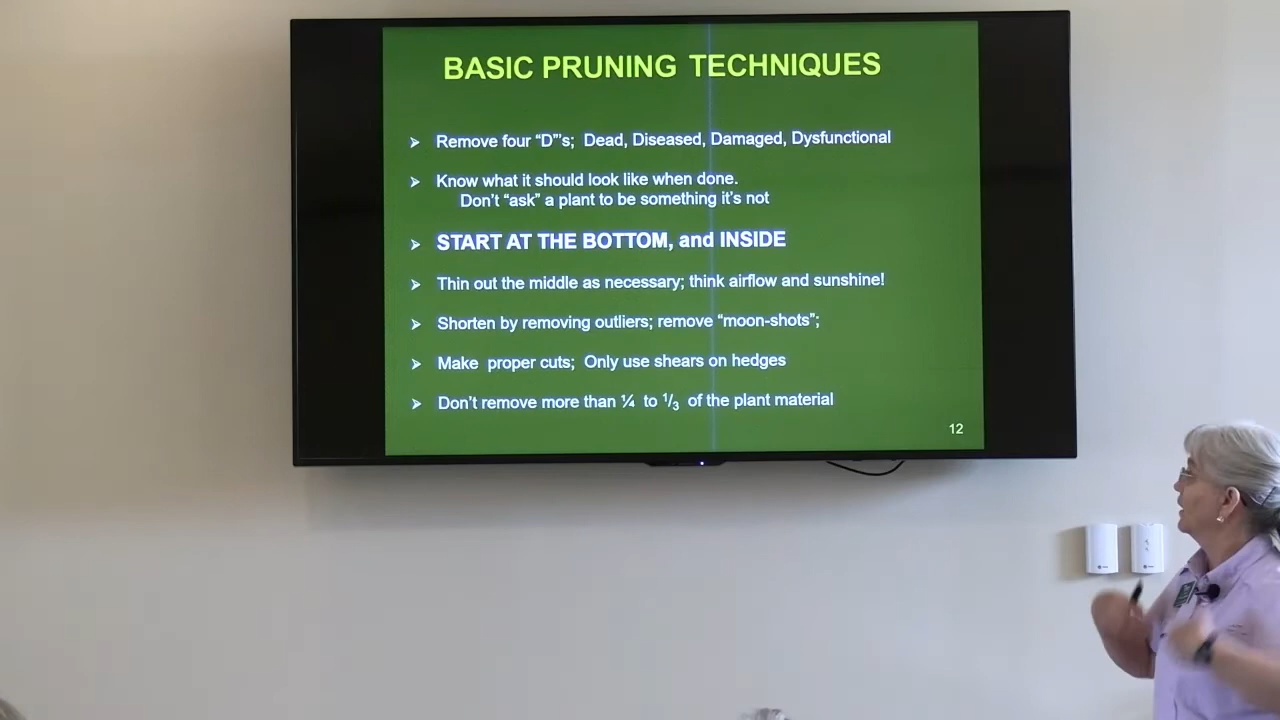 BASIC PRUNING TECHNIQUES
➢ Remove four “D”’s; Dead, Diseased, Damaged, Dysfunctional
➢ Know what it should look like when done.
Don’t “ask” a plant to be something it’s not
➢ START AT THE BOTTOM, and INSIDE
➢ Thin out the middle as necessary; think airflow and sunshine!
➢ Shorten by removing outliers; remove “moon-shots”;
➢ Make proper cuts; Only use shears on hedges
➢ Don’t remove more than ¼ to 1/3 of the plant material
12